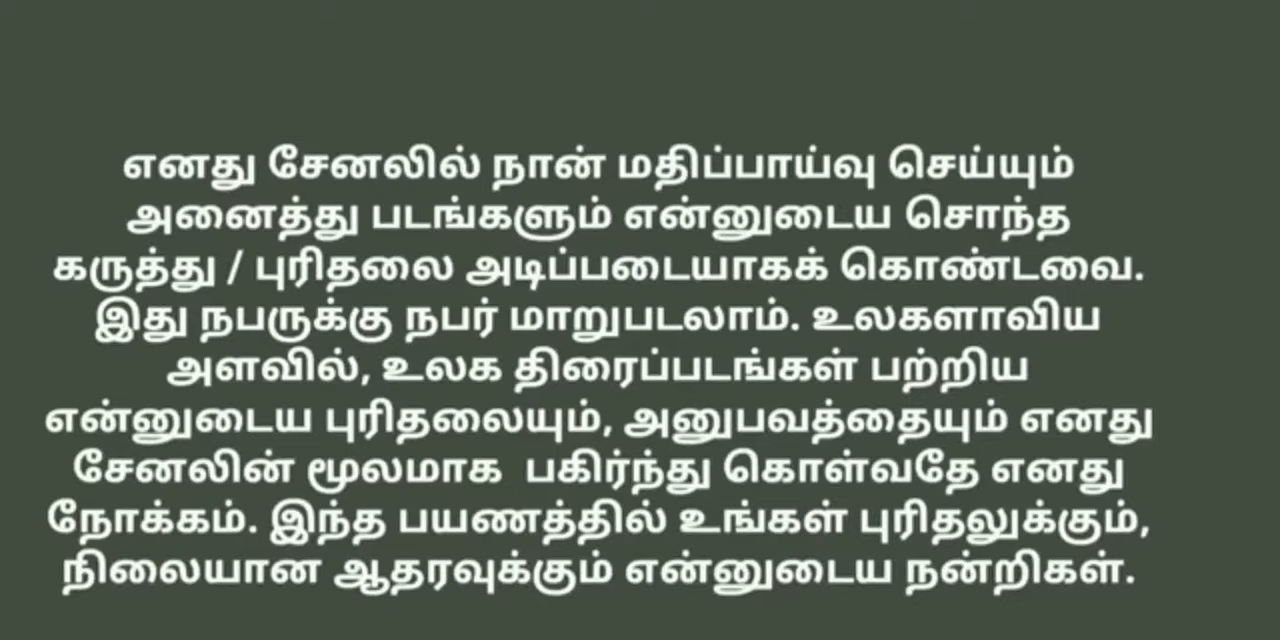 எனது சேனலில் நான் மதிப்பாய்வு செய்யும்
அனைத்து படங்களும் என்னுடைய சொந்த
கருத்து / புரிதலை அடிப்படையாகக் கொண்டவை.
இது நபருக்கு நபர் மாறுபடலாம். உலகளாவிய
அளவில், உலக திரைப்படங்கள் பற்றிய
என்னுடைய புரிதலையும், அனுபவத்தையும் எனது
சேனலின் மூலமாக பகிர்ந்து கொள்வதே எனது
நோக்கம். இந்த பயணத்தில் உங்கள் புரிதலுக்கும்,
நிலையான ஆதரவுக்கும் என்னுடைய நன்றிகள்.